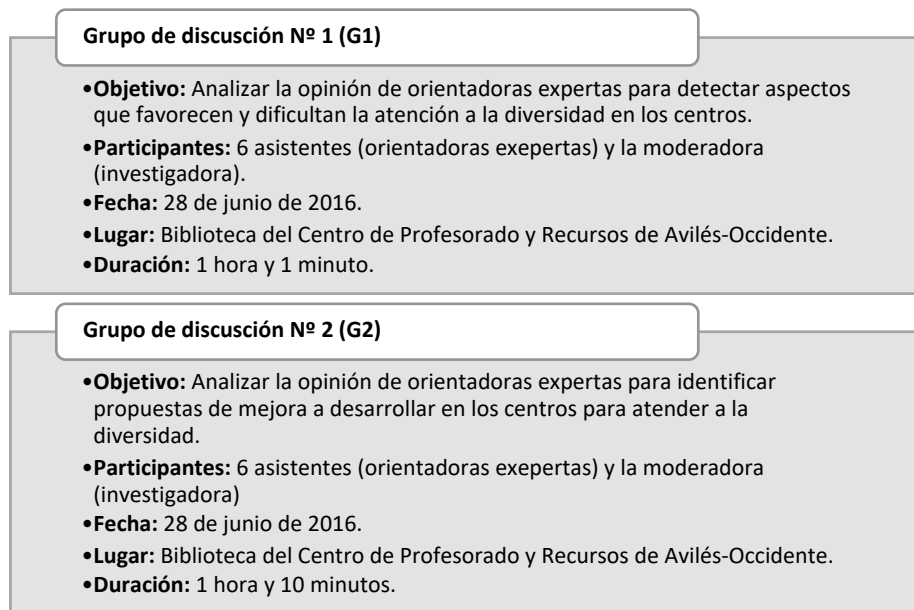 Grupo de discusción Nº 1 (G1)
•Objetivo: Analizar la opinión de orientadoras expertas para detectar aspectos
que favorecen y dificultan la atención a la diversidad en los centros.
•Participantes: 6 asistentes (orientadoras exepertas) y la moderadora
(investigadora).
•Fecha: 28 de junio de 2016.
•Lugar: Biblioteca del Centro de Profesorado y Recursos de Avilés-Occidente.
•Duración: 1 hora y 1 minuto.
Grupo de discusción Nº 2 (G2)
•Objetivo: Analizar la opinión de orientadoras expertas para identificar
propuestas de mejora a desarrollar en los centros para atender a la
diversidad.
•Participantes: 6 asistentes (orientadoras exepertas) y la moderadora
(investigadora)
•Fecha: 28 de junio de 2016.
•Lugar: Biblioteca del Centro de Profesorado y Recursos de Avilés-Occidente.
•Duración: 1 hora y 10 minutos.